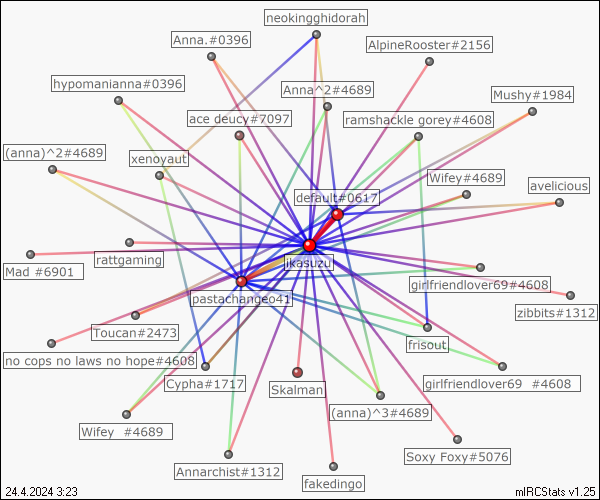 neokingghidorah
Anna.#0396
AlpineRooster#2156
hypomanianna#0396
Anna^2#4689
Mushy#1984
ace deucy#7097
ramshackle gorey#4608
(anna)^2#4689
xenoyaut
Wifey#4689
avelicious
default#0617
rattgaming
ikasuzu
Mad #6901
girlfriendlover69#4608
pastachangeo41
zibbits#1312
Toucan#2473
frisout
no cops no laws no hope#4608
Cypha#1717
Skalman
girlfriendlover69 #4608
(anna)^3#4689
Wifey #4689
Soxy Foxy#5076
Annarchist#1312
fakedingo
24.4.2024 3:23
mIRCStats v1.25